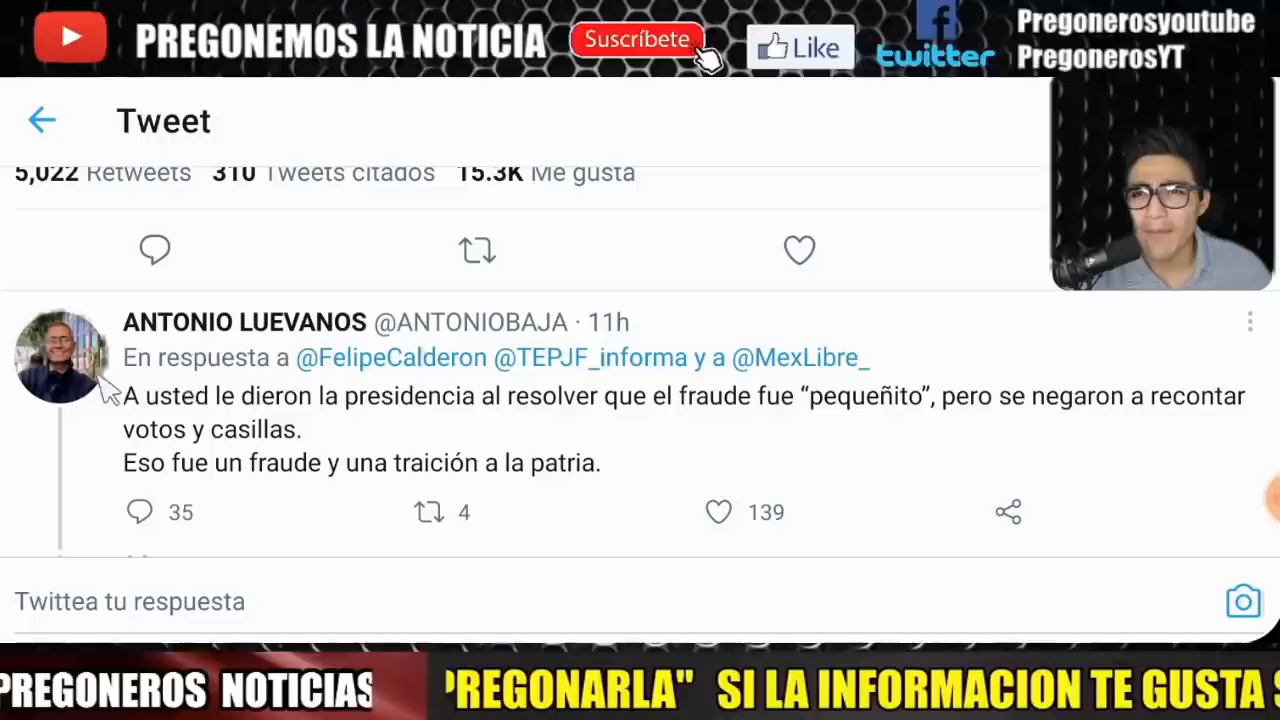 PREGONEMOS LA NOTICIA
Suscríbete
Like
twitter
Pregonerosyoutube
PregonerosYT
Tweet
5,022 Retweets 310 Tweets citados 15.3K Me gusta
ANTONIO LUEVANOS @ANTONIOBAJA · 11h
En respuesta a @FelipeCalderon @TEPJF_informa y a @MexLibre_
A usted le dieron la presidencia al resolver que el fraude fue “pequeñito”, pero se negaron a recontar
votos y casillas.
Eso fue un fraude y una traición a la patria.
35 4 139
Twittea tu respuesta
PREGONEROS NOTICIAS
PREGONARLA" SI LA INFORMACION TE GUSTA